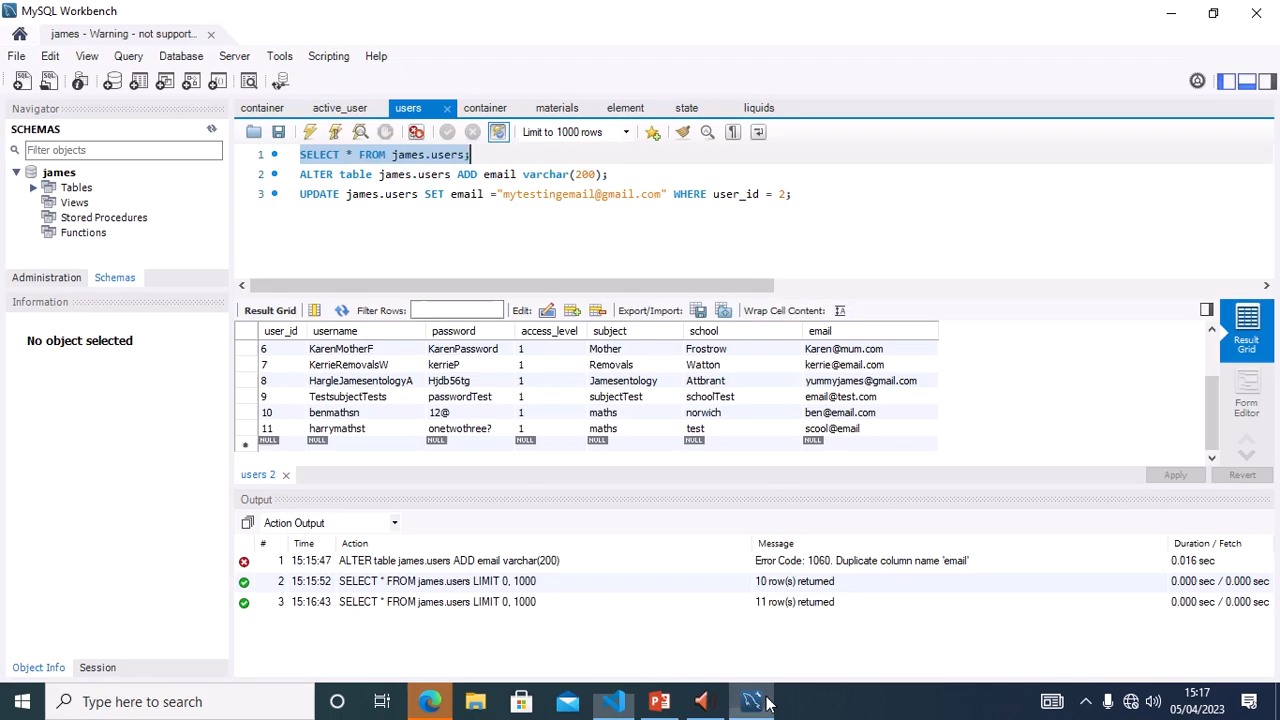 MySQL Workbench
james - Warning - not support...
File Edit View Query Database Server Tools Scripting Help
Navigator
SCHEMAS
Filter objects
james
Tables
Views
Stored Procedures
Functions
Administration Schemas
Information
No object selected
Object Info Session
container active_user users container materials element state liquids
Limit to 1000 rows
1 SELECT * FROM james.users;
2 ALTER table james.users ADD email varchar(200);
3 UPDATE james.users SET email ="mytestingemail@gmail.com" WHERE user_id = 2;
Result Grid Filter Rows: Edit: Export/Import: Wrap Cell Content:
user_id username password access_level subject school email
6 KarenMotherF KarenPassword 1 Mother Frostrow Karen@mum.com
7 KerrieRemovalsW kerrieP 1 Removals Watton kerrie@email.com
8 HargleJamesentologyA Hjdb56tg 1 Jamesentology Attbrant yummyjames@gmail.com
9 TestsubjectTests passwordTest 1 subjectTest schoolTest email@test.com
10 benmathsn 12@ 1 maths norwich ben@email.com
11 harrymathst onetwothree? 1 maths test scool@email
NULL NULL NULL NULL NULL NULL NULL
Result Grid
Form Editor
users 2 Apply Revert
Output
Action Output
# Time Action Message Duration / Fetch
1 15:15:47 ALTER table james.users ADD email varchar(200) Error Code: 1060. Duplicate column name 'email' 0.016 sec
2 15:15:52 SELECT * FROM james.users LIMIT 0, 1000 10 row(s) returned 0.000 sec / 0.000 sec
3 15:16:43 SELECT * FROM james.users LIMIT 0, 1000 11 row(s) returned 0.000 sec / 0.000 sec
Type here to search
15:17
05/04/2023